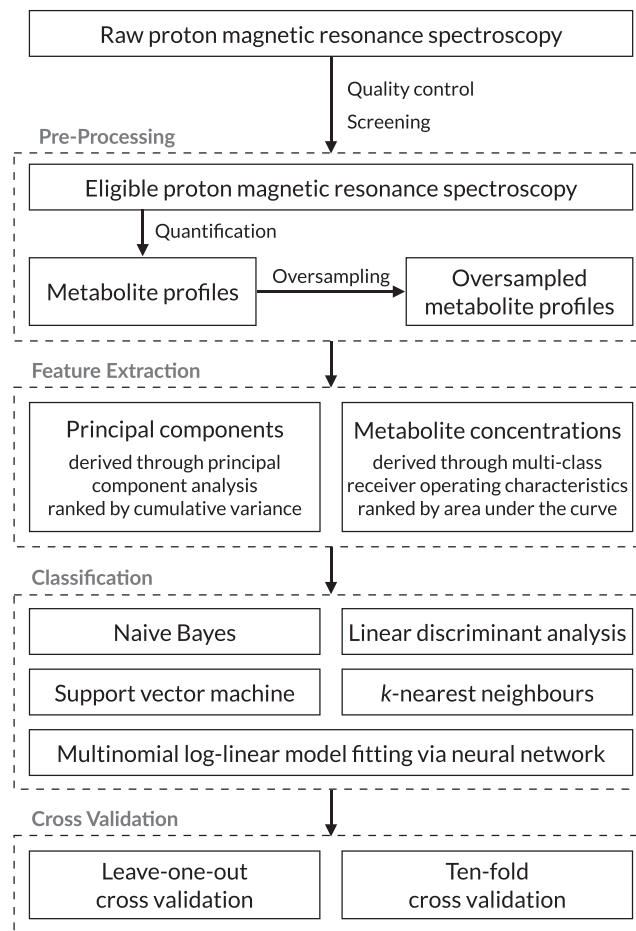 Raw proton magnetic resonance spectroscopy
Quality control
Screening
Pre-Processing
Eligible proton magnetic resonance spectroscopy
Quantification
Metabolite profiles
Oversampling
Oversampled
metabolite profiles
Feature Extraction
Principal components
derived through principal
component analysis
ranked by cumulative variance
Metabolite concentrations
derived through multi-class
receiver operating characteristics
ranked by area under the curve
Classification
Naive Bayes
Linear discriminant analysis
Support vector machine
k-nearest neighbours
Multinomial log-linear model fitting via neural network
Cross Validation
Leave-one-out
cross validation
Ten-fold
cross validation